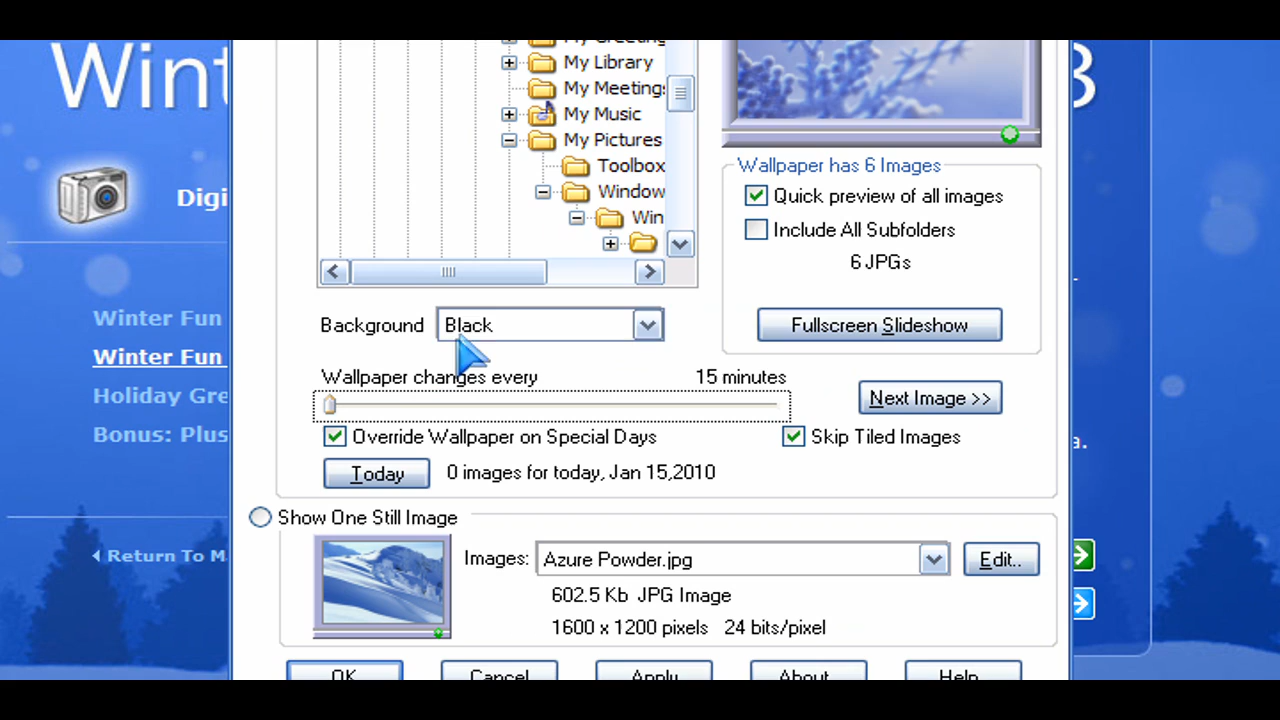 Wint
3
My Library
My Meetings
My Music
My Pictures
Toolbox
Window
Win
Wallpaper has 6 Images
Quick preview of all images
Include All Subfolders
6 JPGs
Fullscreen Slideshow
Digi
Winter Fun
Winter Fun
Holiday Gre
Bonus: Plus
Return To M
a.
Background
Black
Wallpaper changes every
15 minutes
Next Image >>
Override Wallpaper on Special Days
Skip Tiled Images
Today
0 images for today, Jan 15,2010
Show One Still Image
Images:
Azure Powder.jpg
Edit..
602.5 Kb JPG Image
1600 x 1200 pixels 24 bits/pixel
OK
Cancel
Apply
About
Help